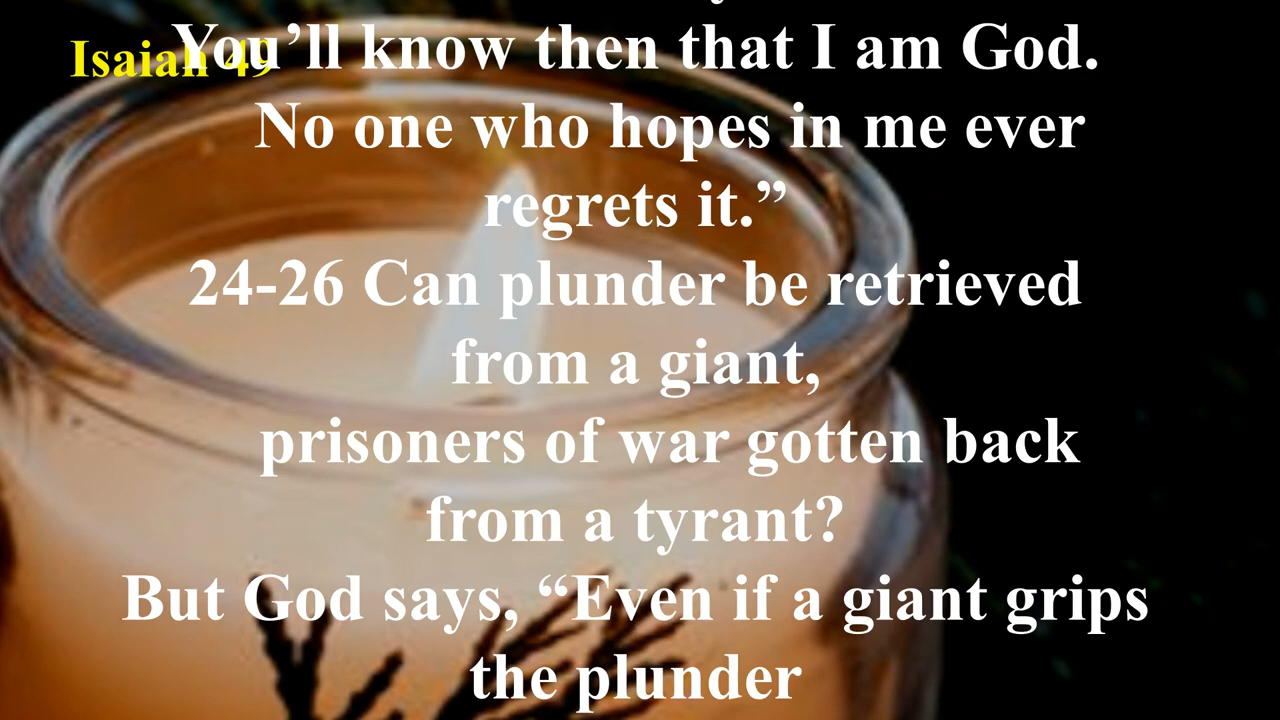 Isaiah 49
You’ll know then that I am God.
No one who hopes in me ever
regrets it.”
24-26 Can plunder be retrieved
from a giant,
prisoners of war gotten back
from a tyrant?
But God says, “Even if a giant grips
the plunder